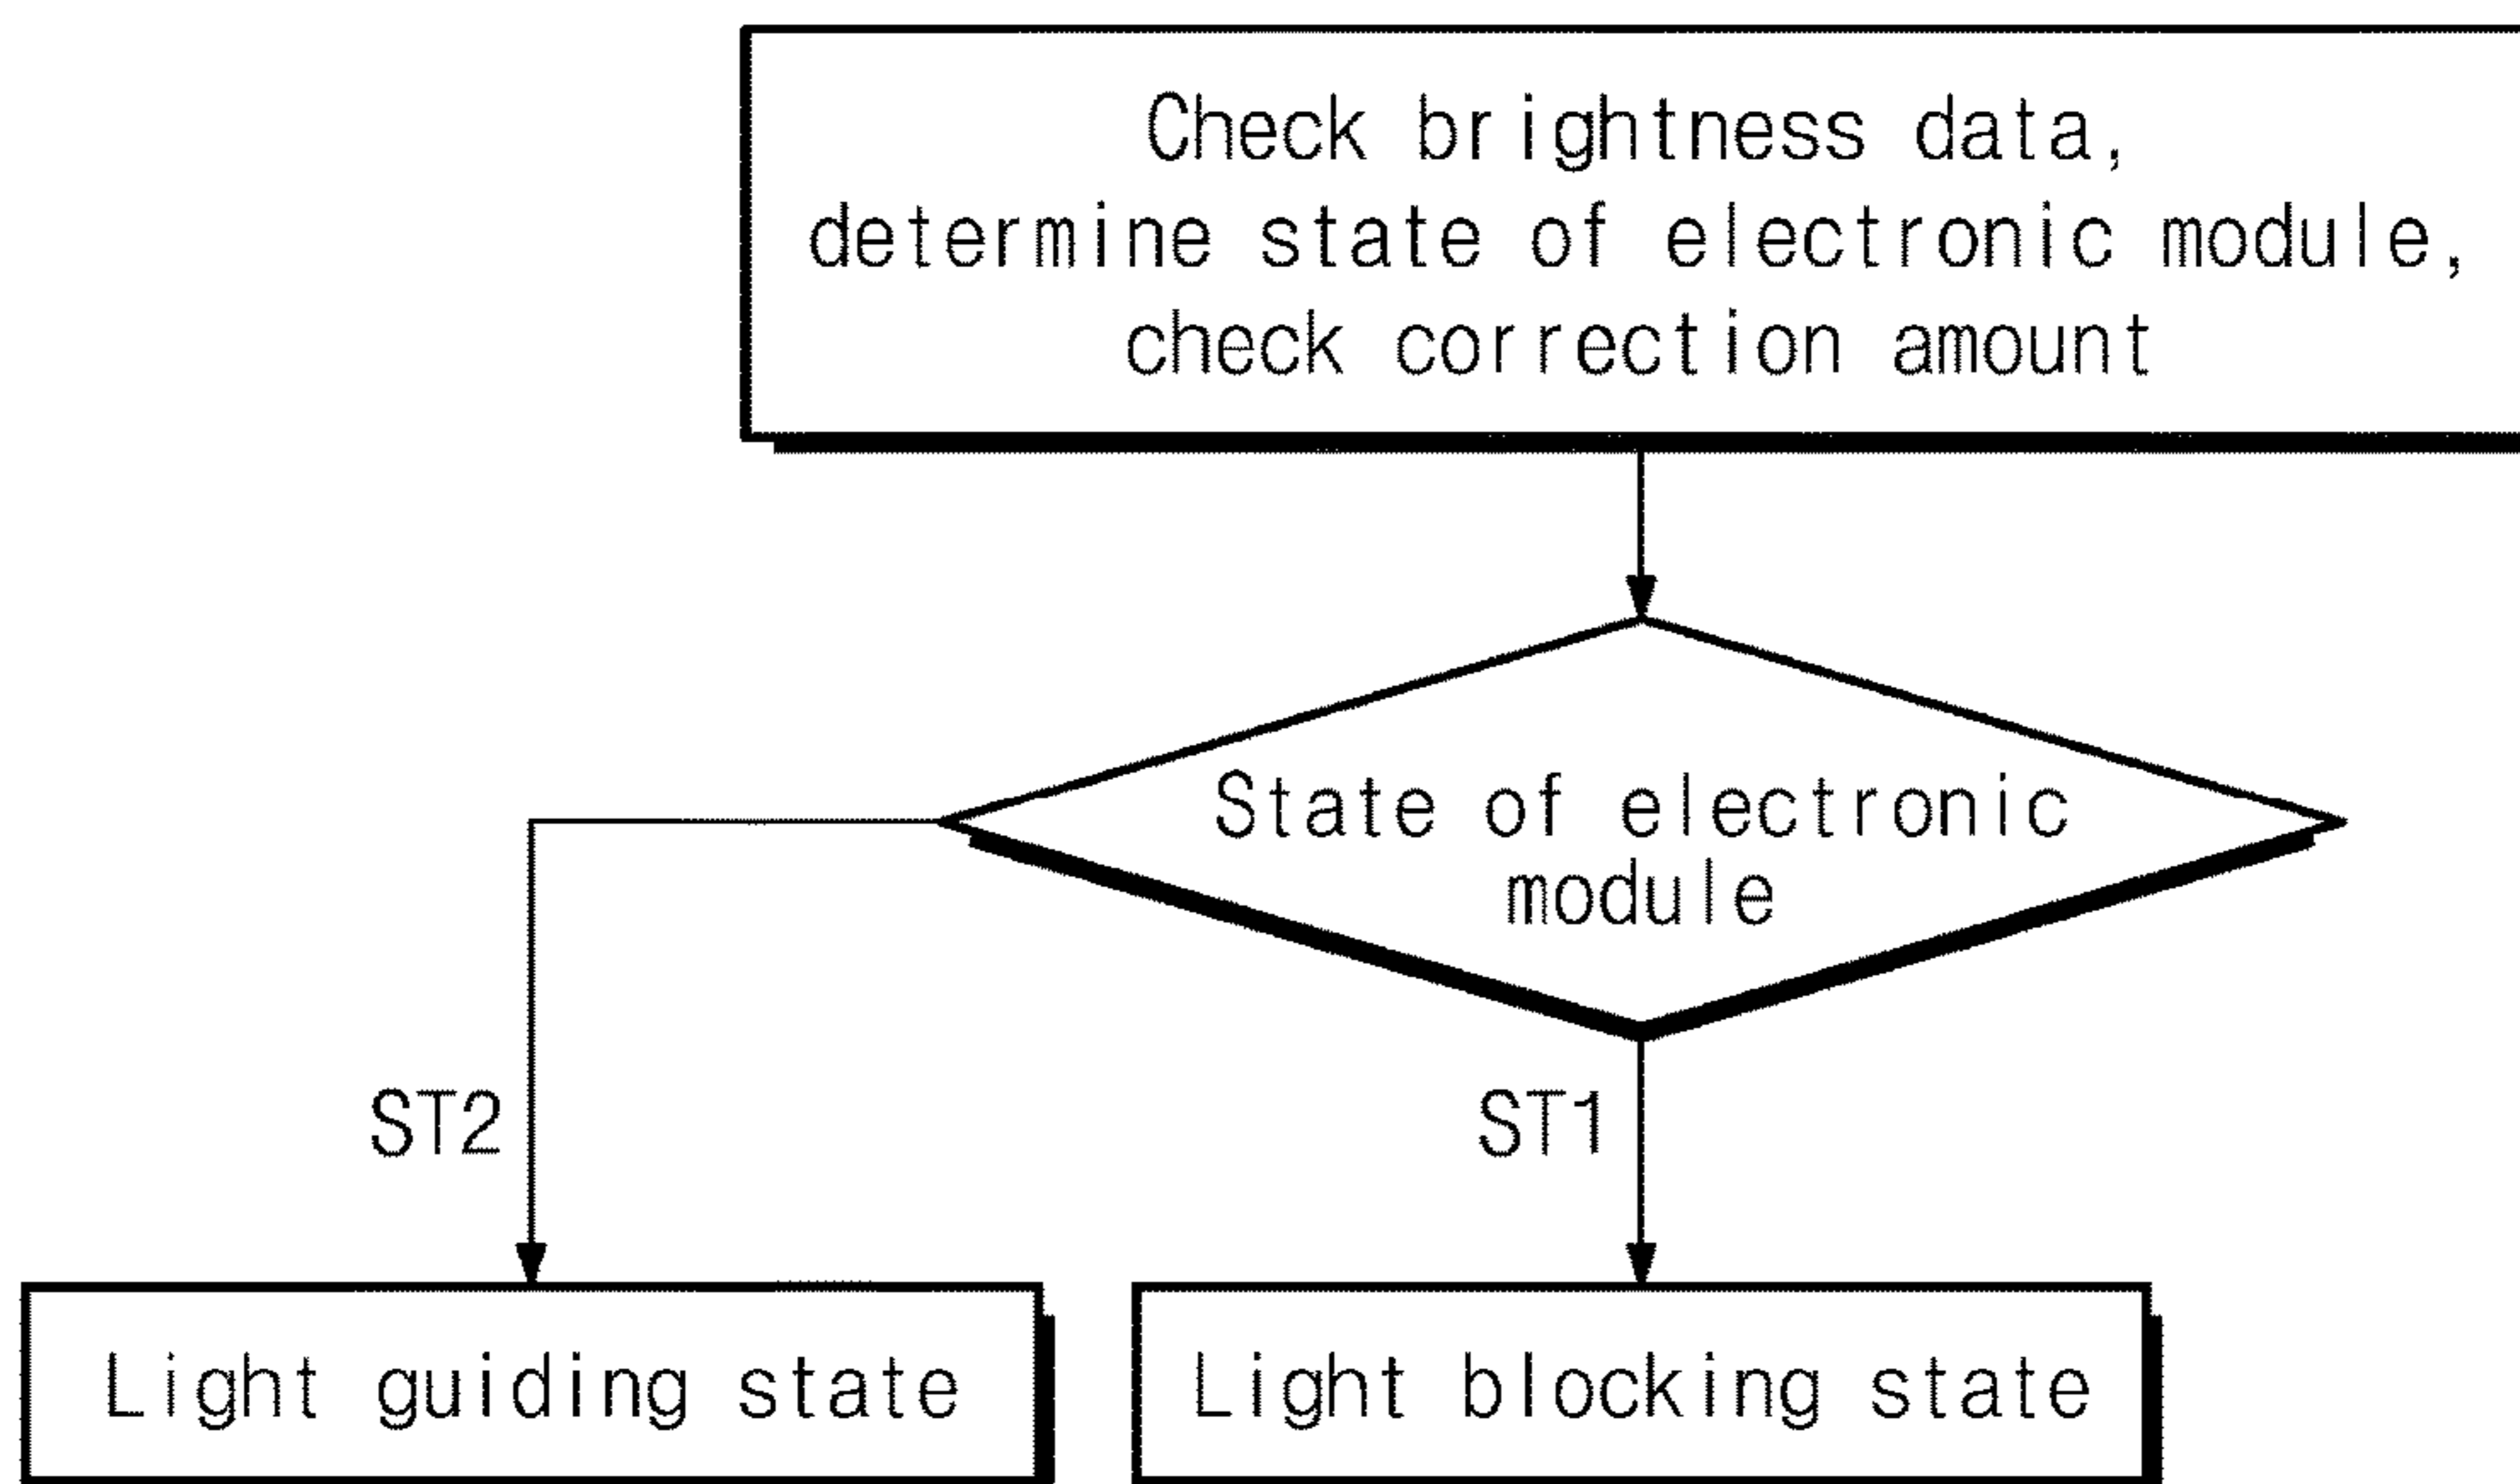 Check brightness data,
determine state of electronic module,
check correction amount
State of electronic
module
ST2
ST1
Light guiding state
Light blocking state